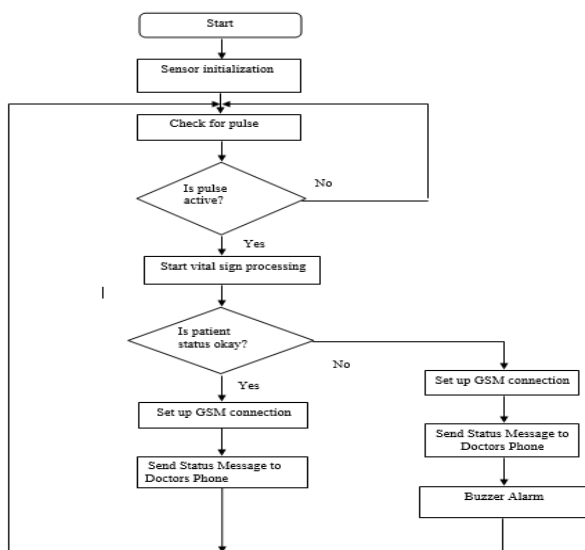 Start
Sensor initialization
Check for pulse
Is pulse
active?
No
Yes
Start vital sign processing
Is patient
status okay?
No
Yes
Set up GSM connection
Send Status Message to
Doctors Phone
Set up GSM connection
Send Status Message to
Doctors Phone
Buzzer Alarm